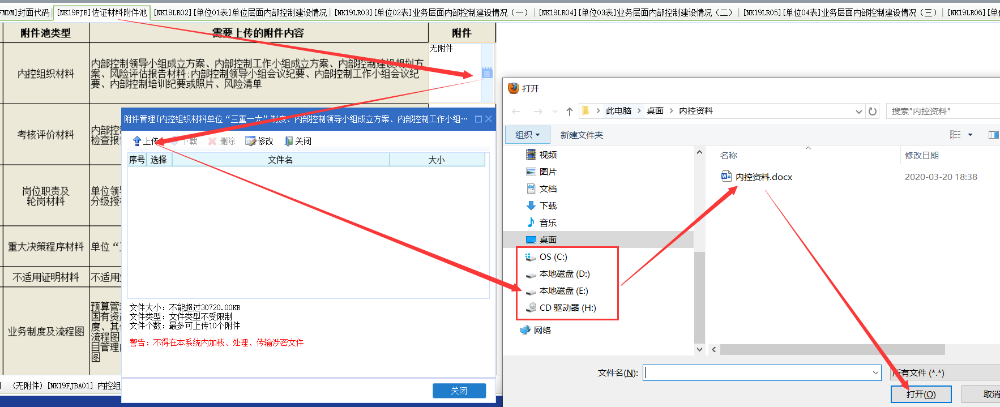 FMDM]封面代码
[NK19FJB]佐证材料附件池
[NK19LR02][单位01表]单位层面内部控制建设情况
[NK19LR03][单位02表]业务层面内部控制建设情况（一）
[NK19LR04][单位03表]业务层面内部控制建设情况（二）
[NK19LR05][单位04表]业务层面内部控制建设情况（三）
[NK19LR06][单
附件池类型
需要上传的附件内容
附件
内控组织材料
内部控制领导小组成立方案、内部控制工作小组成立方案、内部控制建设规划方
案、风险评估报告材料;内部控制领导小组会议纪要、内部控制工作小组会议纪
要、内部控制培训纪要或照片、风险清单
无附件
考核评价材料
内部控
检查报告
岗位职责及
轮岗材料
单位领
分级授
重大决策程序材料
单位“三
不适用证明材料
不适用
业务制度及流程图
预算管
国有资
度、其
流程图
目管理
图
(无附件) [NK19FJBA01] 内控组
附件管理[内控组织材料单位“三重一大”制度、内部控制领导小组成立方案、内部控制工作小组…
上传
下载
删除
修改
关闭
序号
选择
文件名
大小
文件大小: 不能超过30720.00KB
文件类型: 文件类型不受限制
文件个数: 最多可上传10个附件
警告: 不得在本系统内加载、处理、传输涉密文件
关闭
打开
此电脑 > 桌面 > 内控资料
搜索"内控资料"
组织
新建文件夹
视频
图片
文档
下载
音乐
桌面
OS (C:)
本地磁盘 (D:)
本地磁盘 (E:)
CD 驱动器 (H:)
网络
名称
修改日期
内控资料.docx
2020-03-20 18:38
文件名(N):
所有文件 (*.*)
打开(O)
取消